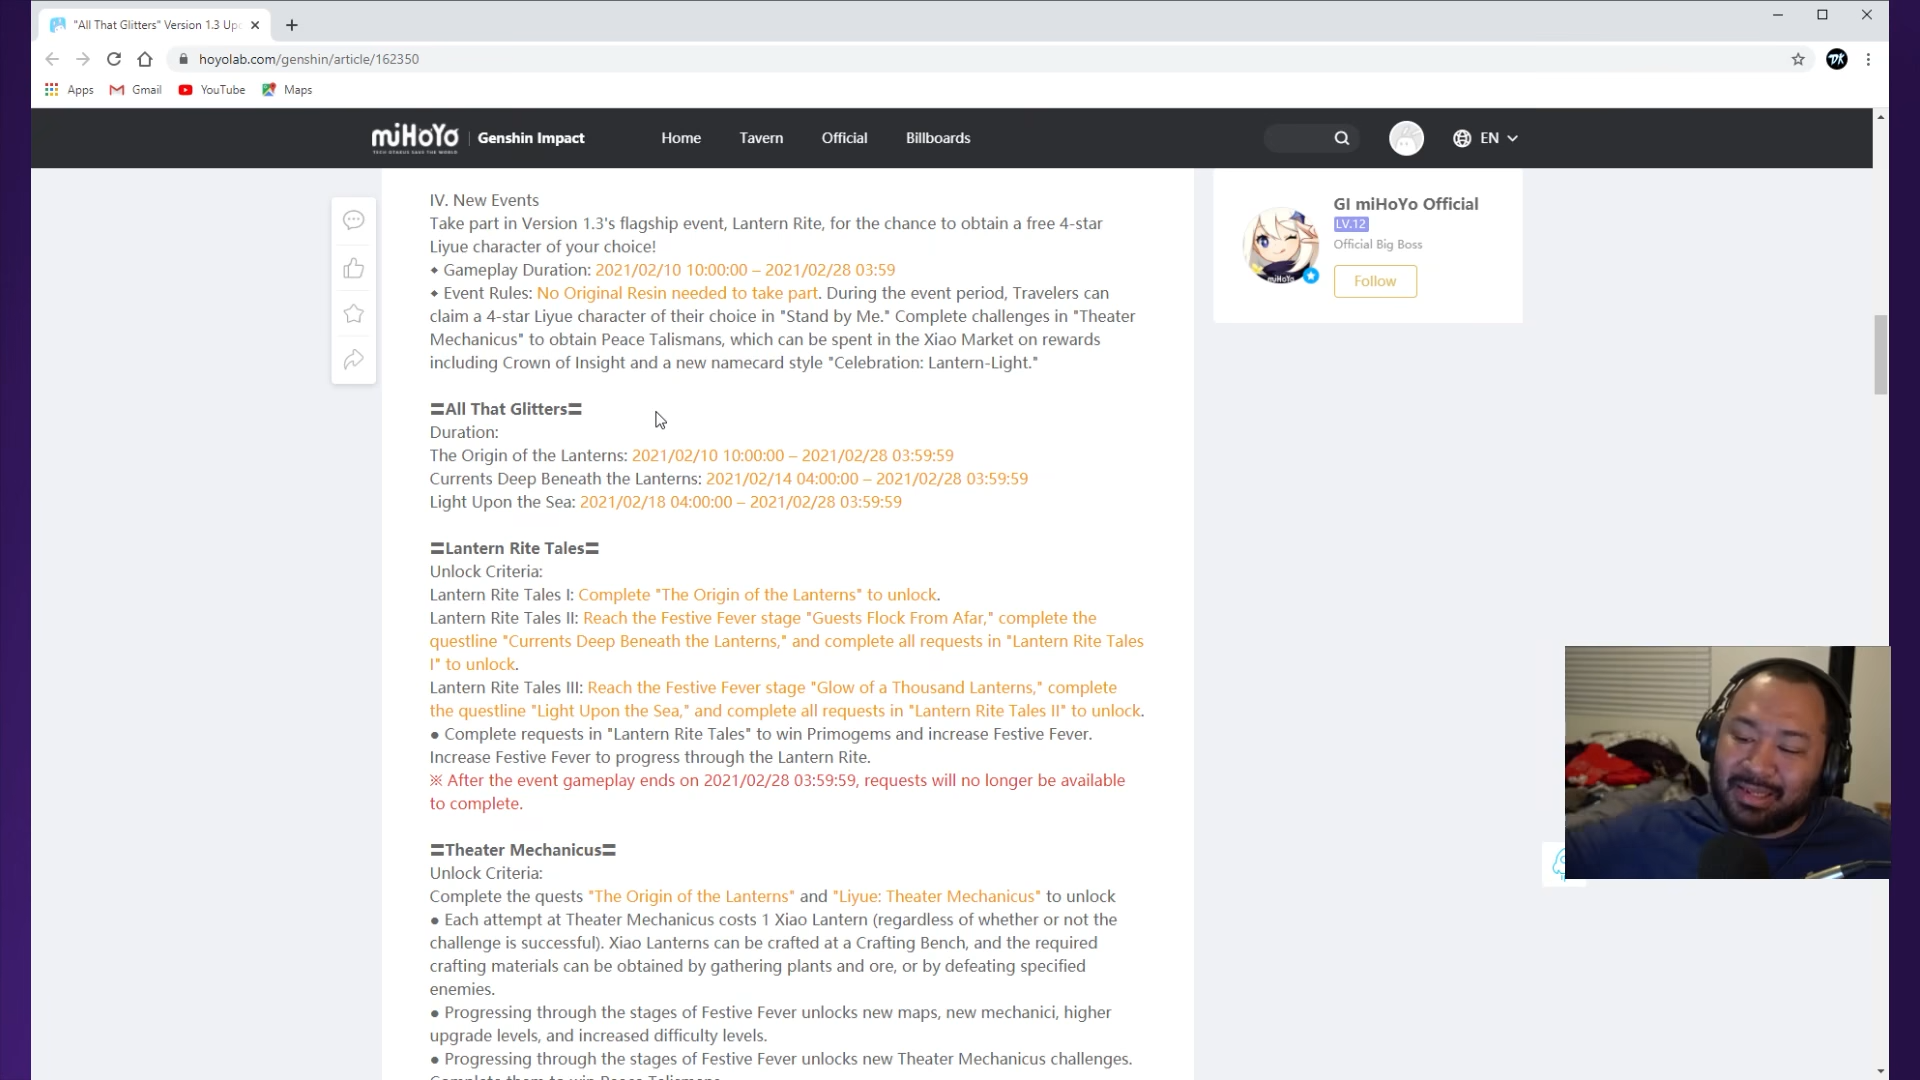 "All That Glitters" Version 1.3 Up
hoyolab.com/genshin/article/162350
DK
Apps
Gmail
YouTube
Maps
miHoYo
TECH OTAKUS SAVE THE WORLD
Genshin Impact
Home
Tavern
Official
Billboards
EN
IV. New Events
Take part in Version 1.3's flagship event, Lantern Rite, for the chance to obtain a free 4-star
Liyue character of your choice!
◆ Gameplay Duration: 2021/02/10 10:00:00 – 2021/02/28 03:59
◆ Event Rules: No Original Resin needed to take part. During the event period, Travelers can
claim a 4-star Liyue character of their choice in "Stand by Me." Complete challenges in "Theater
Mechanicus" to obtain Peace Talismans, which can be spent in the Xiao Market on rewards
including Crown of Insight and a new namecard style "Celebration: Lantern-Light."
〓All That Glitters〓
Duration:
The Origin of the Lanterns: 2021/02/10 10:00:00 – 2021/02/28 03:59:59
Currents Deep Beneath the Lanterns: 2021/02/14 04:00:00 – 2021/02/28 03:59:59
Light Upon the Sea: 2021/02/18 04:00:00 – 2021/02/28 03:59:59
〓Lantern Rite Tales〓
Unlock Criteria:
Lantern Rite Tales I: Complete "The Origin of the Lanterns" to unlock.
Lantern Rite Tales II: Reach the Festive Fever stage "Guests Flock From Afar," complete the
questline "Currents Deep Beneath the Lanterns," and complete all requests in "Lantern Rite Tales
I" to unlock.
Lantern Rite Tales III: Reach the Festive Fever stage "Glow of a Thousand Lanterns," complete
the questline "Light Upon the Sea," and complete all requests in "Lantern Rite Tales II" to unlock.
● Complete requests in "Lantern Rite Tales" to win Primogems and increase Festive Fever.
Increase Festive Fever to progress through the Lantern Rite.
※ After the event gameplay ends on 2021/02/28 03:59:59, requests will no longer be available
to complete.
〓Theater Mechanicus〓
Unlock Criteria:
Complete the quests "The Origin of the Lanterns" and "Liyue: Theater Mechanicus" to unlock
● Each attempt at Theater Mechanicus costs 1 Xiao Lantern (regardless of whether or not the
challenge is successful). Xiao Lanterns can be crafted at a Crafting Bench, and the required
crafting materials can be obtained by gathering plants and ore, or by defeating specified
enemies.
● Progressing through the stages of Festive Fever unlocks new maps, new mechanici, higher
upgrade levels, and increased difficulty levels.
● Progressing through the stages of Festive Fever unlocks new Theater Mechanicus challenges.
Complete them to win Peace Talismans.
GI miHoYo Official
LV.12
Official Big Boss
miHoYo
Follow